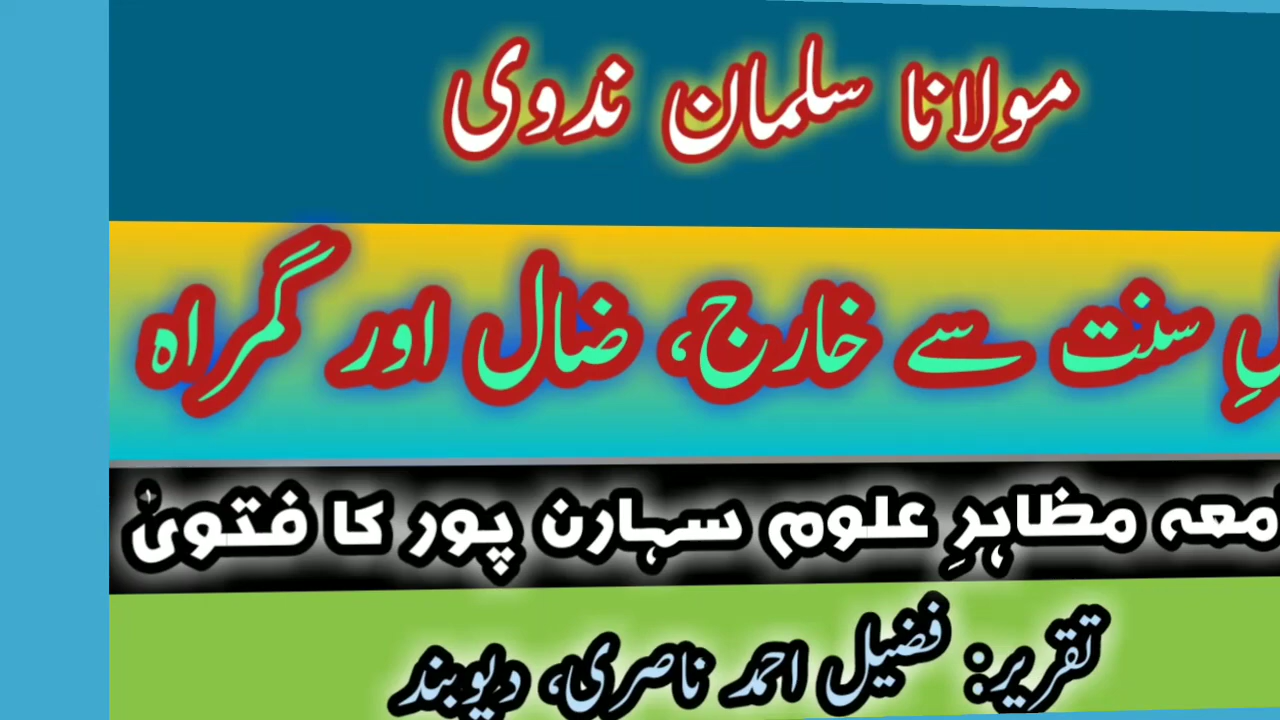 مولانا سلمان ندوی
سنت سے خارج، ضال اور گمراہ
مظاہرِ علوم سہارن پور کا فتویٰ
تقریر: فضیل احمد ناصری، دیوبند